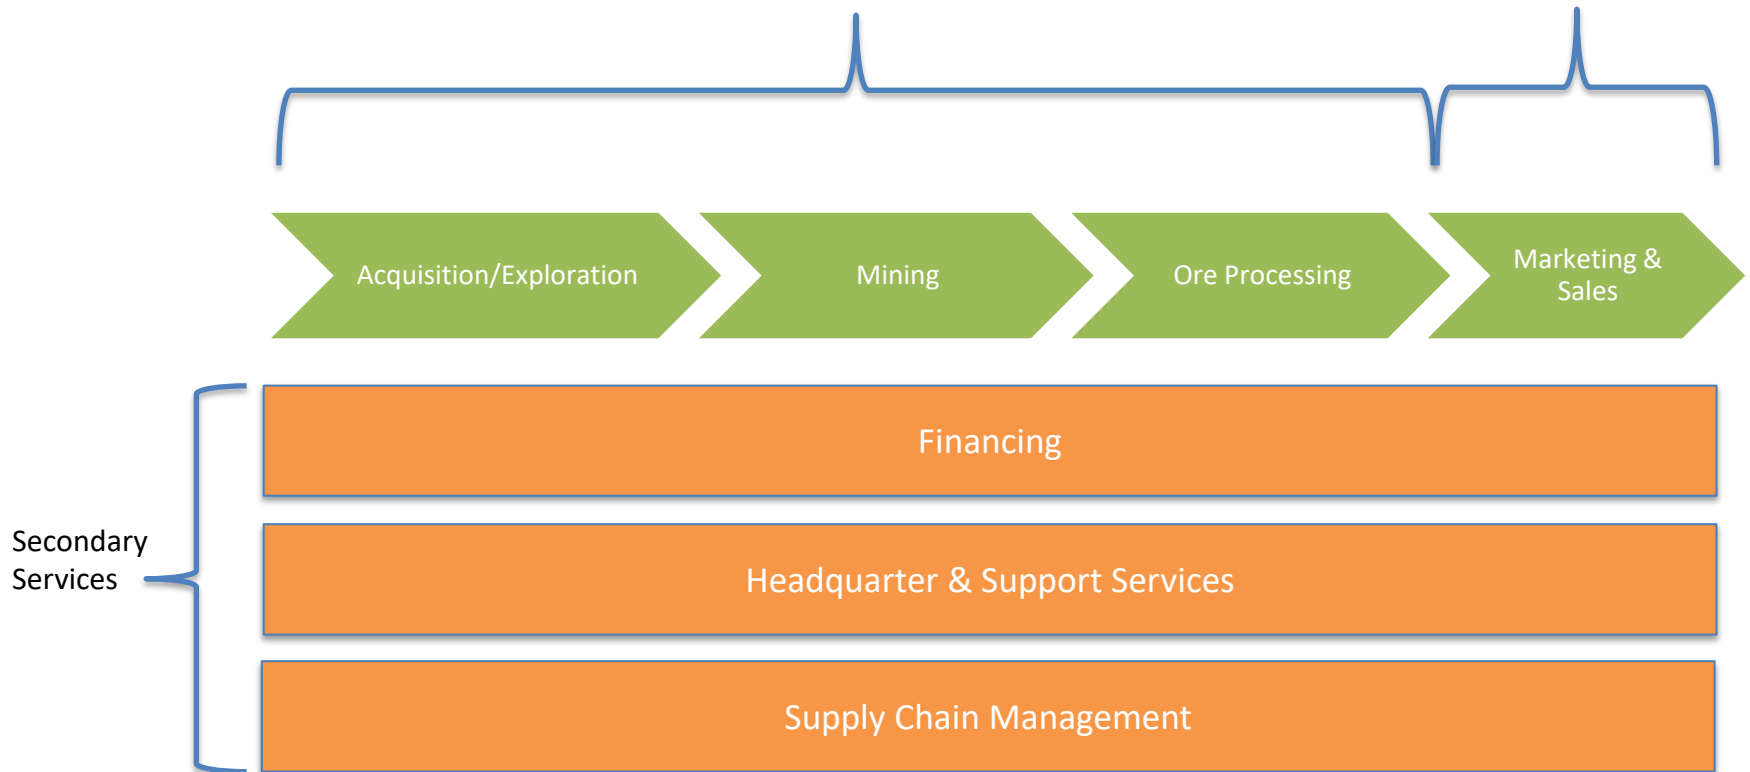 Acquisition/Exploration
Mining
Ore Processing
Marketing &
Sales
Financing
Secondary
Services
Headquarter & Support Services
Supply Chain Management